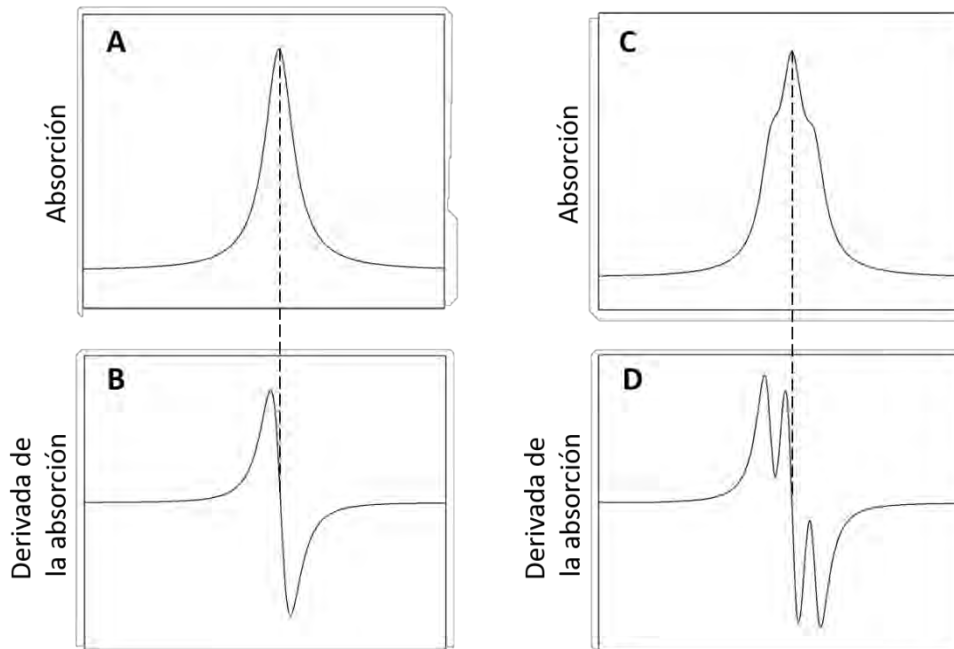 A
Absorción
C
Absorción
B
Derivada de
la absorción
D
Derivada de
la absorción